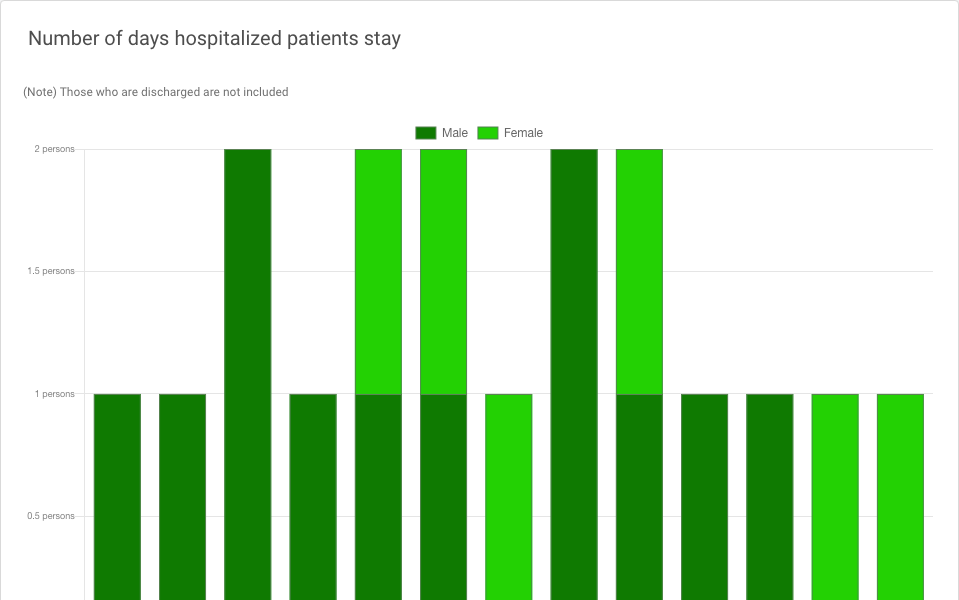 Number of days hospitalized patients stay
(Note) Those who are discharged are not included
Male Female
2 persons
1.5 persons
1 persons
0.5 persons